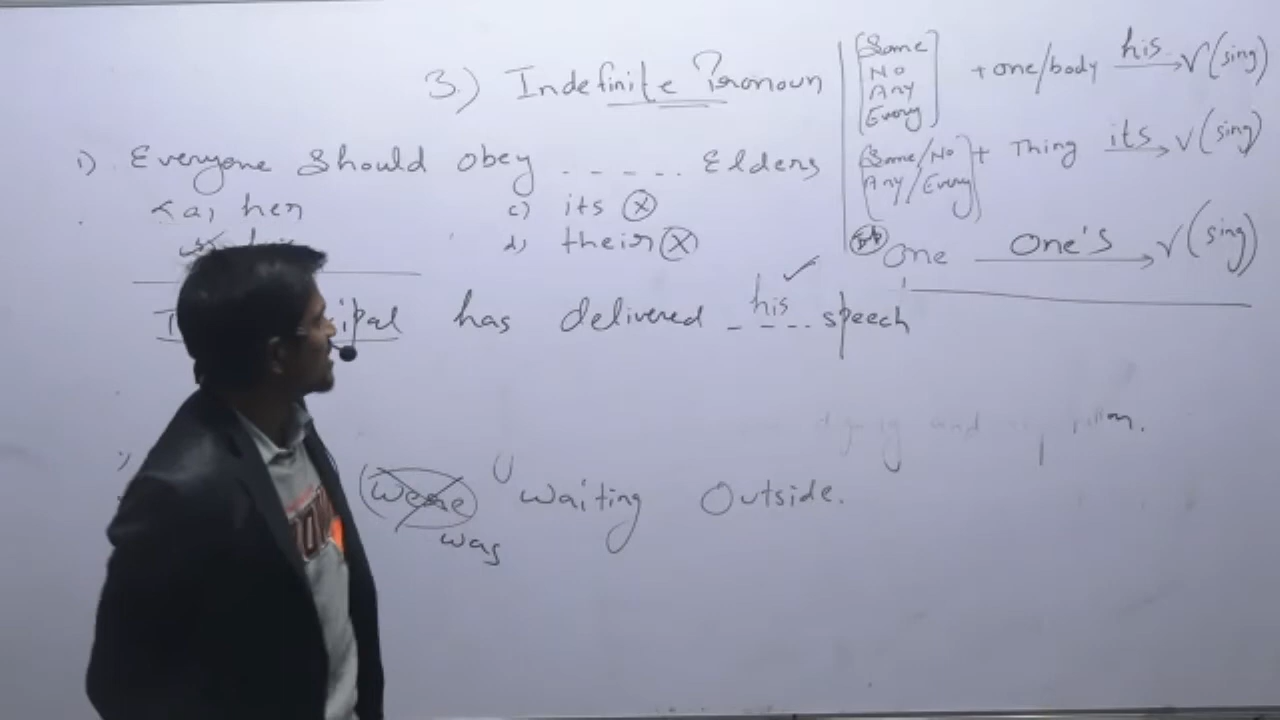 3.) Indefinite Pronoun
Some
No
Any
Every
+ one/body his V (sing)
Some/No
Any/Every
+ Thing its V (sing)
One One's V (sing)
i) Everyone Should obey ...... Elders
a) her c) its
d) their
ipal has delivered ..... speech
his
Were waiting Outside.
was